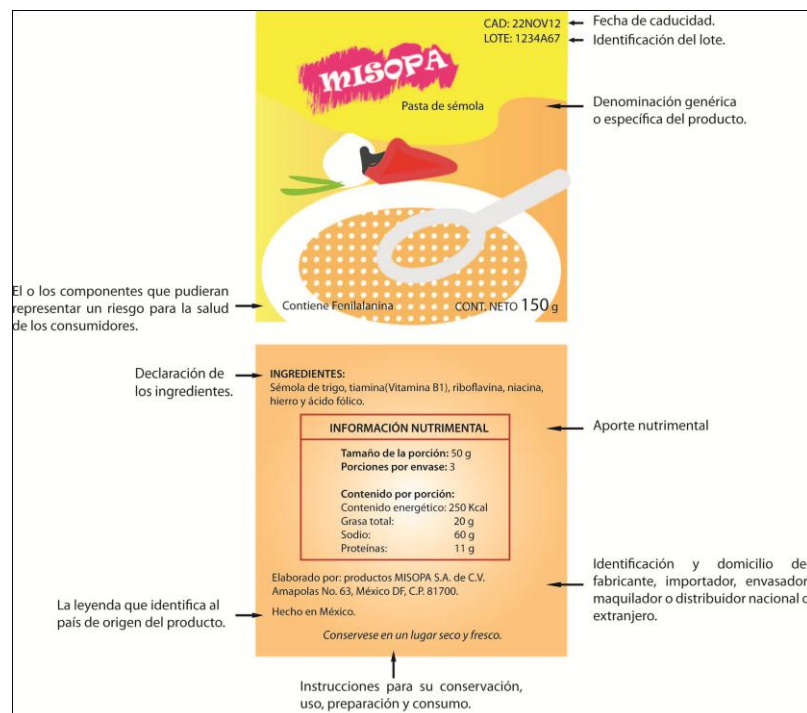 CAD: 22NOV12
Fecha de caducidad.
LOTE: 1234A67
Identificación del lote.
MISOPA
Pasta de sémola
Denominación genérica
o específica del producto.
El o los componentes que pudieran
representar un riesgo para la salud
de los consumidores.
Contiene Fenilalanina
CONT. NETO 150 g
Declaración de
los ingredientes.
INGREDIENTES:
Sémola de trigo, tiamina(Vitamina B1), riboflavina, niacina,
hierro y ácido fólico.
INFORMACIÓN NUTRIMENTAL
Tamaño de la porción: 50 g
Porciones por envase: 3
Contenido por porción:
Contenido energético: 250 Kcal
Grasa total: 20 g
Sodio: 60 g
Proteínas: 11 g
Aporte nutrimental
Elaborado por: productos MISOPA S.A. de C.V.
Amapolas No. 63, México DF, C.P. 81700.
Identificación y domicilio de
fabricante, importador, envasador
maquilador o distribuidor nacional o
extranjero.
La leyenda que identifica al
país de origen del producto.
Hecho en México.
Conservese en un lugar seco y fresco.
Instrucciones para su conservación,
uso, preparación y consumo.